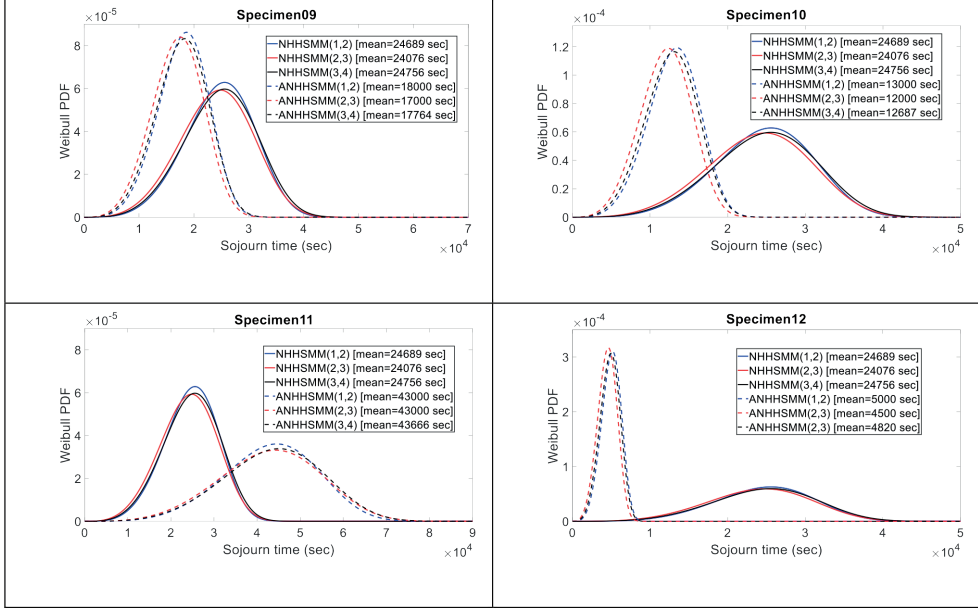 ×10⁻⁵
Specimen09
NHHSMM(1,2) [mean=24689 sec]
NHHSMM(2,3) [mean=24076 sec]
NHHSMM(3,4) [mean=24756 sec]
ANHHSMM(1,2) [mean=18000 sec]
ANHHSMM(2,3) [mean=17000 sec]
ANHHSMM(3,4) [mean=17764 sec]
Weibull PDF
8
6
4
2
0
0 1 2 3 4 5 6 7
Sojourn time (sec)
×10⁴
×10⁻⁴
Specimen10
NHHSMM(1,2) [mean=24689 sec]
NHHSMM(2,3) [mean=24076 sec]
NHHSMM(3,4) [mean=24756 sec]
ANHHSMM(1,2) [mean=13000 sec]
ANHHSMM(2,3) [mean=12000 sec]
ANHHSMM(3,4) [mean=12687 sec]
Weibull PDF
1.2
1
0.8
0.6
0.4
0.2
0
0 1 2 3 4 5
Sojourn time (sec)
×10⁴
×10⁻⁵
Specimen11
NHHSMM(1,2) [mean=24689 sec]
NHHSMM(2,3) [mean=24076 sec]
NHHSMM(3,4) [mean=24756 sec]
ANHHSMM(1,2) [mean=43000 sec]
ANHHSMM(2,3) [mean=43000 sec]
ANHHSMM(3,4) [mean=43666 sec]
Weibull PDF
8
6
4
2
0
0 1 2 3 4 5 6 7 8 9
Sojourn time (sec)
×10⁴
×10⁻⁴
Specimen12
NHHSMM(1,2) [mean=24689 sec]
NHHSMM(2,3) [mean=24076 sec]
NHHSMM(3,4) [mean=24756 sec]
ANHHSMM(1,2) [mean=5000 sec]
ANHHSMM(2,3) [mean=4500 sec]
ANHHSMM(2,3) [mean=4820 sec]
Weibull PDF
3
2
1
0
0 1 2 3 4 5
Sojourn time (sec)
×10⁴